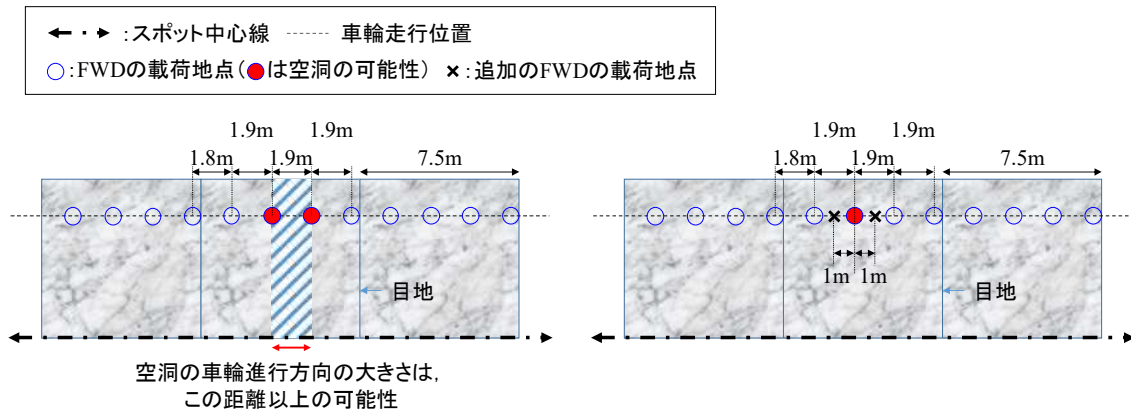 :スポット中心線 車輪走行位置
:FWDの載荷地点(は空洞の可能性) ×:追加のFWDの載荷地点
1.9m 1.9m
1.8m 1.9m 7.5m
目地
空洞の車輪進行方向の大きさは,
この距離以上の可能性
1.9m 1.9m
1.8m 1.9m 7.5m
1m 1m
目地